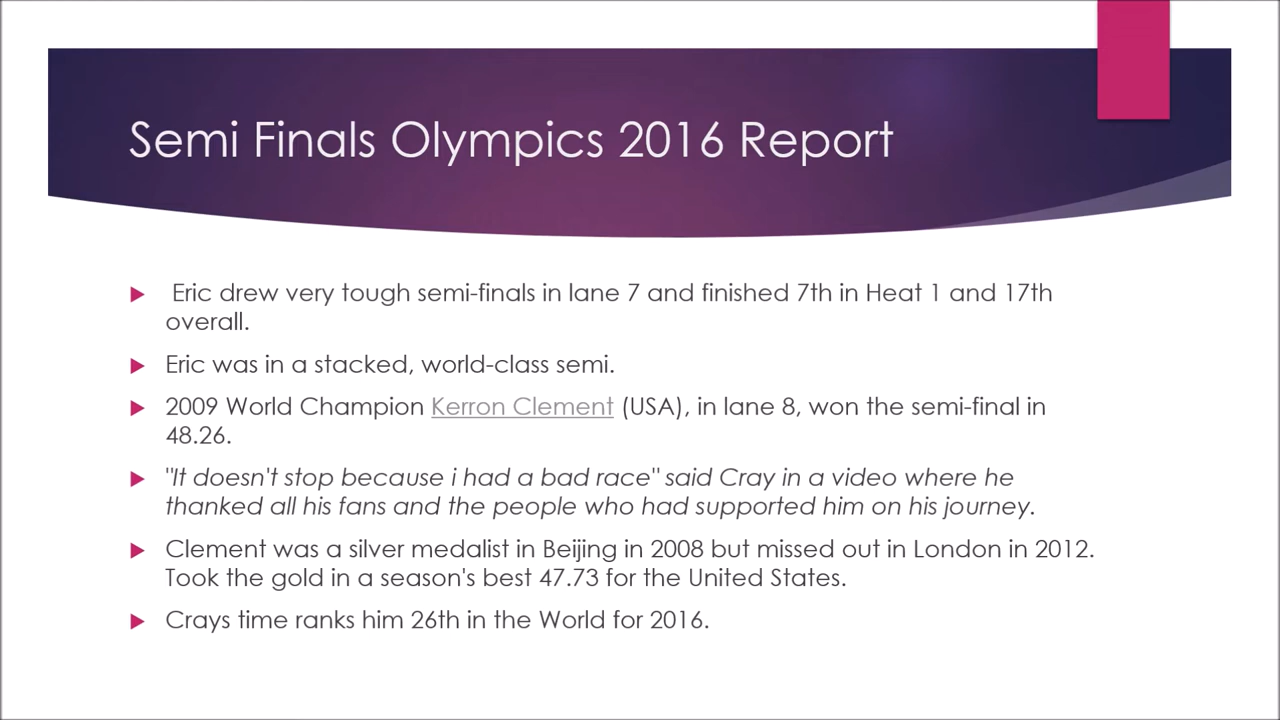 Semi Finals Olympics 2016 Report
Eric drew very tough semi-finals in lane 7 and finished 7th in Heat 1 and 17th
overall.
Eric was in a stacked, world-class semi.
2009 World Champion Kerron Clement (USA), in lane 8, won the semi-final in
48.26.
"It doesn't stop because i had a bad race" said Cray in a video where he
thanked all his fans and the people who had supported him on his journey.
Clement was a silver medalist in Beijing in 2008 but missed out in London in 2012.
Took the gold in a season's best 47.73 for the United States.
Crays time ranks him 26th in the World for 2016.